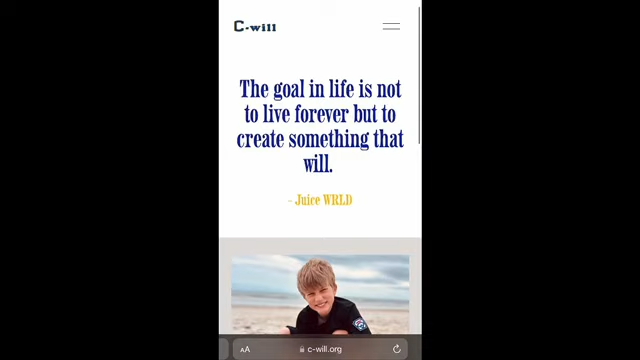 C-will
The goal in life is not
to live forever but to
create something that
will.
- Juice WRLD
AA
c-will.org